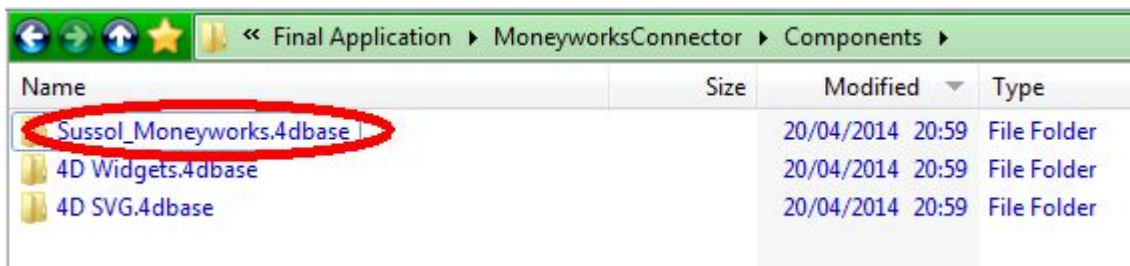 « Final Application ▸ MoneyworksConnector ▸ Components ▸
Name Size Modified Type
Sussol_Moneyworks.4dbase 20/04/2014 20:59 File Folder
4D Widgets.4dbase 20/04/2014 20:59 File Folder
4D SVG.4dbase 20/04/2014 20:59 File Folder